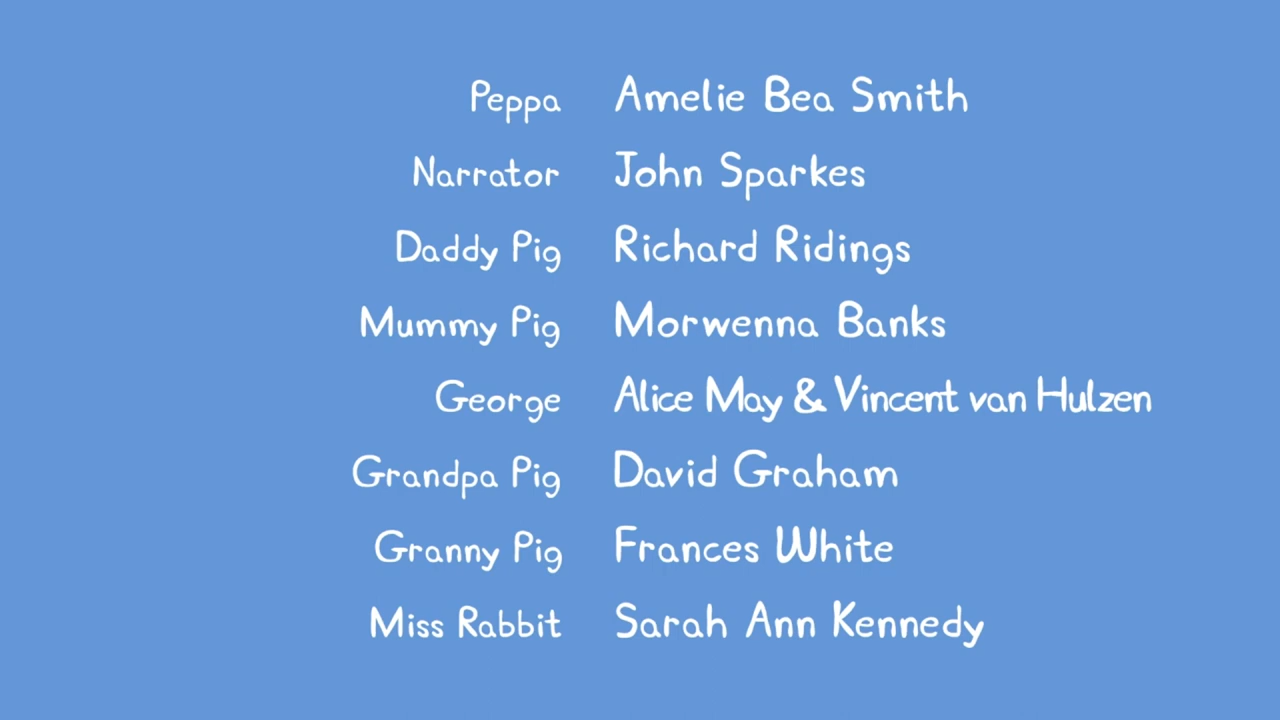 Peppa Amelie Bea Smith
Narrator John Sparkes
Daddy Pig Richard Ridings
Mummy Pig Morwenna Banks
George Alice May & Vincent van Hulzen
Grandpa Pig David Graham
Granny Pig Frances White
Miss Rabbit Sarah Ann Kennedy